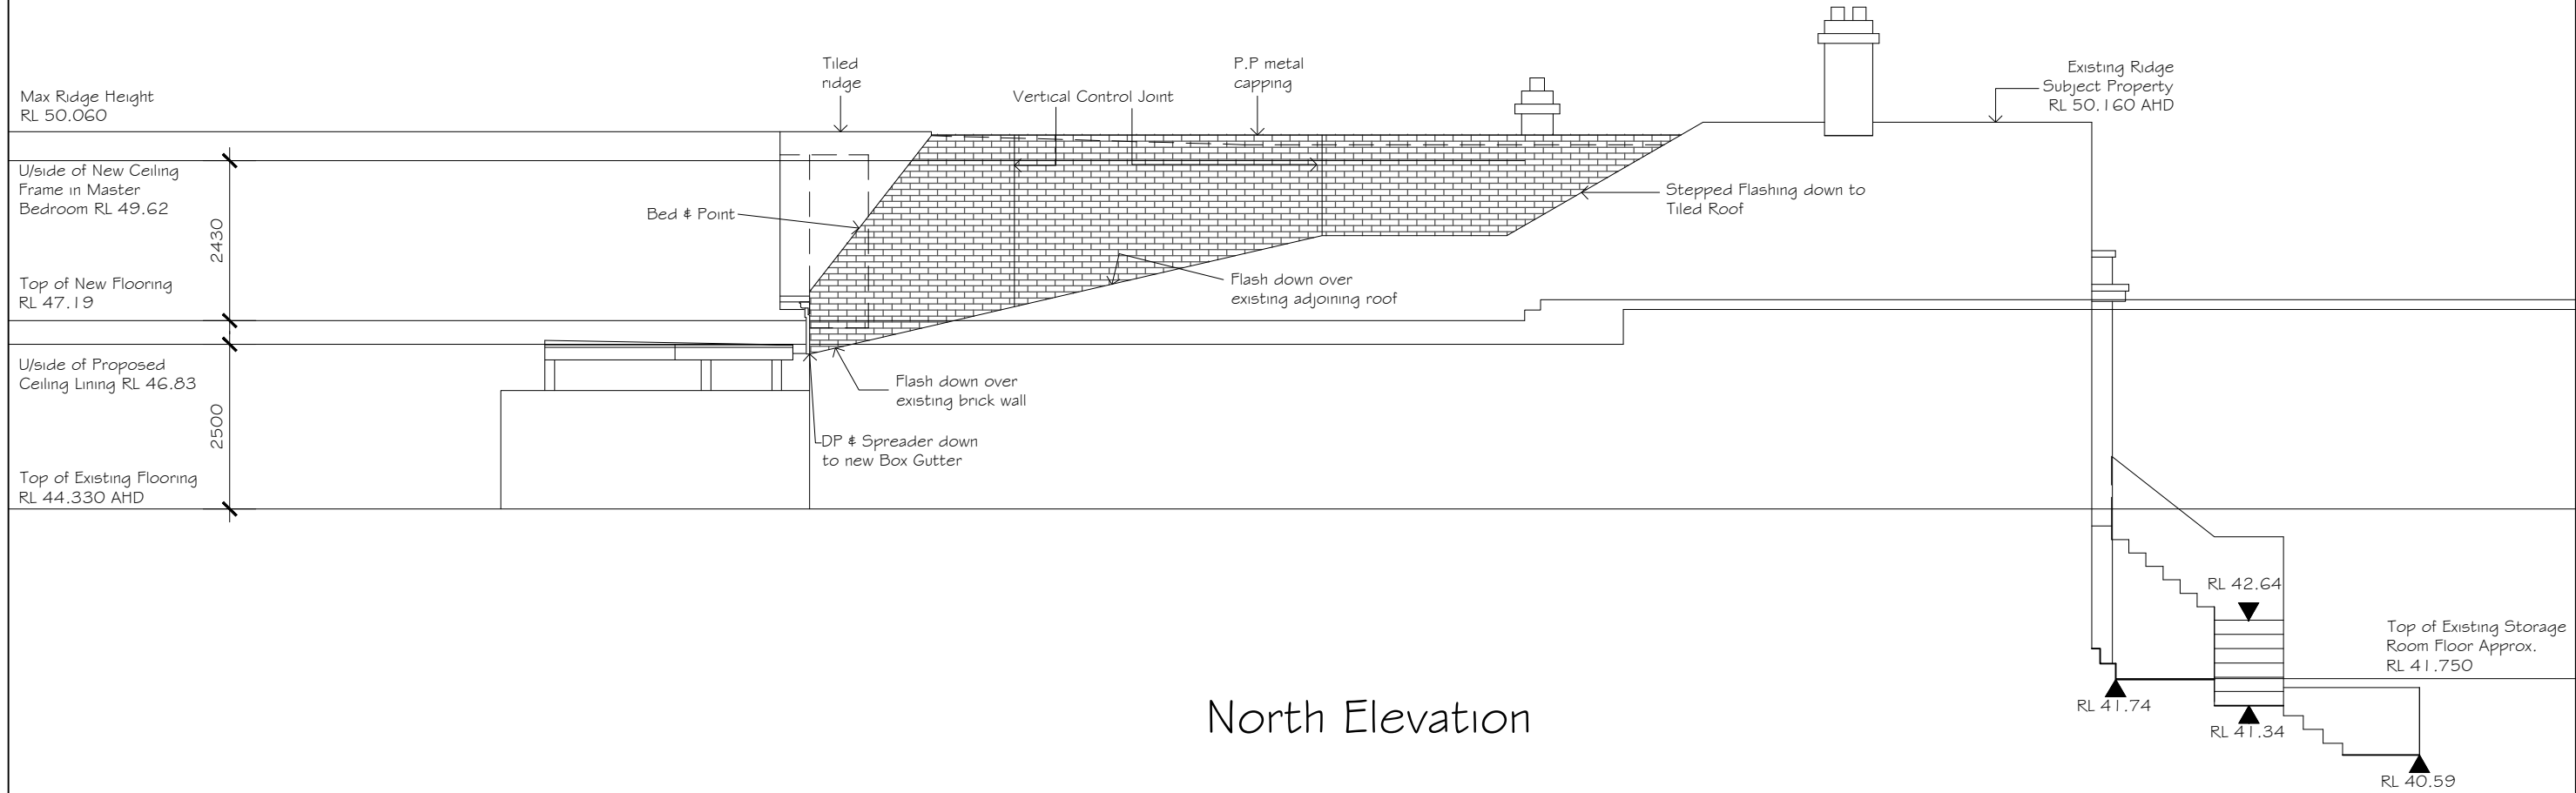 Max Ridge Height
RL 50.060
U/side of New Ceiling
Frame in Master
Bedroom RL 49.62
2430
Top of New Flooring
RL 47.19
U/side of Proposed
Ceiling Lining RL 46.83
2500
Top of Existing Flooring
RL 44.330 AHD
Tiled
ridge
Vertical Control Joint
P.P metal
capping
Existing Ridge
Subject Property
RL 50.160 AHD
Bed & Point
Stepped Flashing down to
Tiled Roof
Flash down over
existing adjoining roof
Flash down over
existing brick wall
DP & Spreader down
to new Box Gutter
RL 42.64
Top of Existing Storage
Room Floor Approx.
RL 41.750
RL 41.74
RL 41.34
RL 40.59
North Elevation